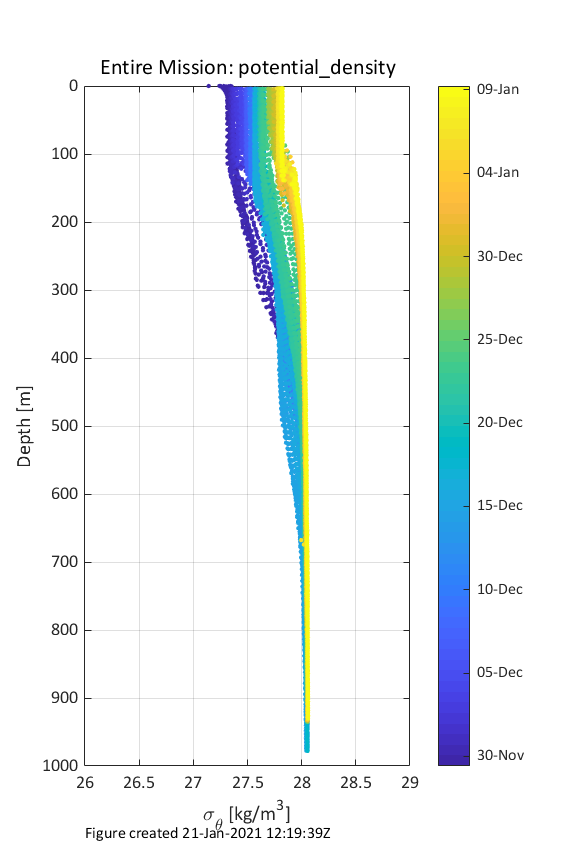 Entire Mission: potential_density
0
100
200
300
400
500
600
700
800
900
1000
Depth [m]
26
26.5
27
27.5
28
28.5
29
σθ [kg/m³]
09-Jan
04-Jan
30-Dec
25-Dec
20-Dec
15-Dec
10-Dec
05-Dec
30-Nov
Figure created 21-Jan-2021 12:19:39Z